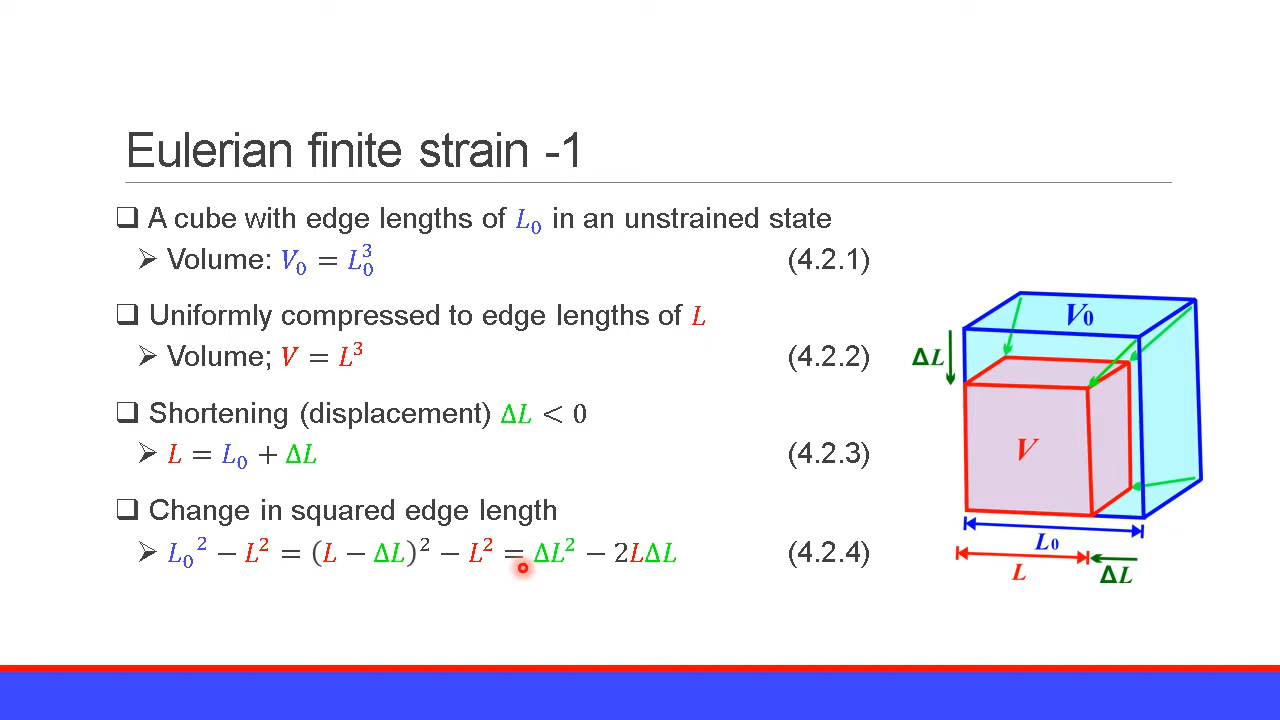 Eulerian finite strain -1
❑ A cube with edge lengths of L₀ in an unstrained state
➢ Volume: V₀ = L₀³ (4.2.1)
❑ Uniformly compressed to edge lengths of L
➢ Volume; V = L³ (4.2.2)
❑ Shortening (displacement) ΔL < 0
➢ L = L₀ + ΔL (4.2.3)
❑ Change in squared edge length
➢ L₀² − L² = (L − ΔL)² − L² = ΔL² − 2LΔL (4.2.4)
V₀
ΔL
V
L₀
L
ΔL